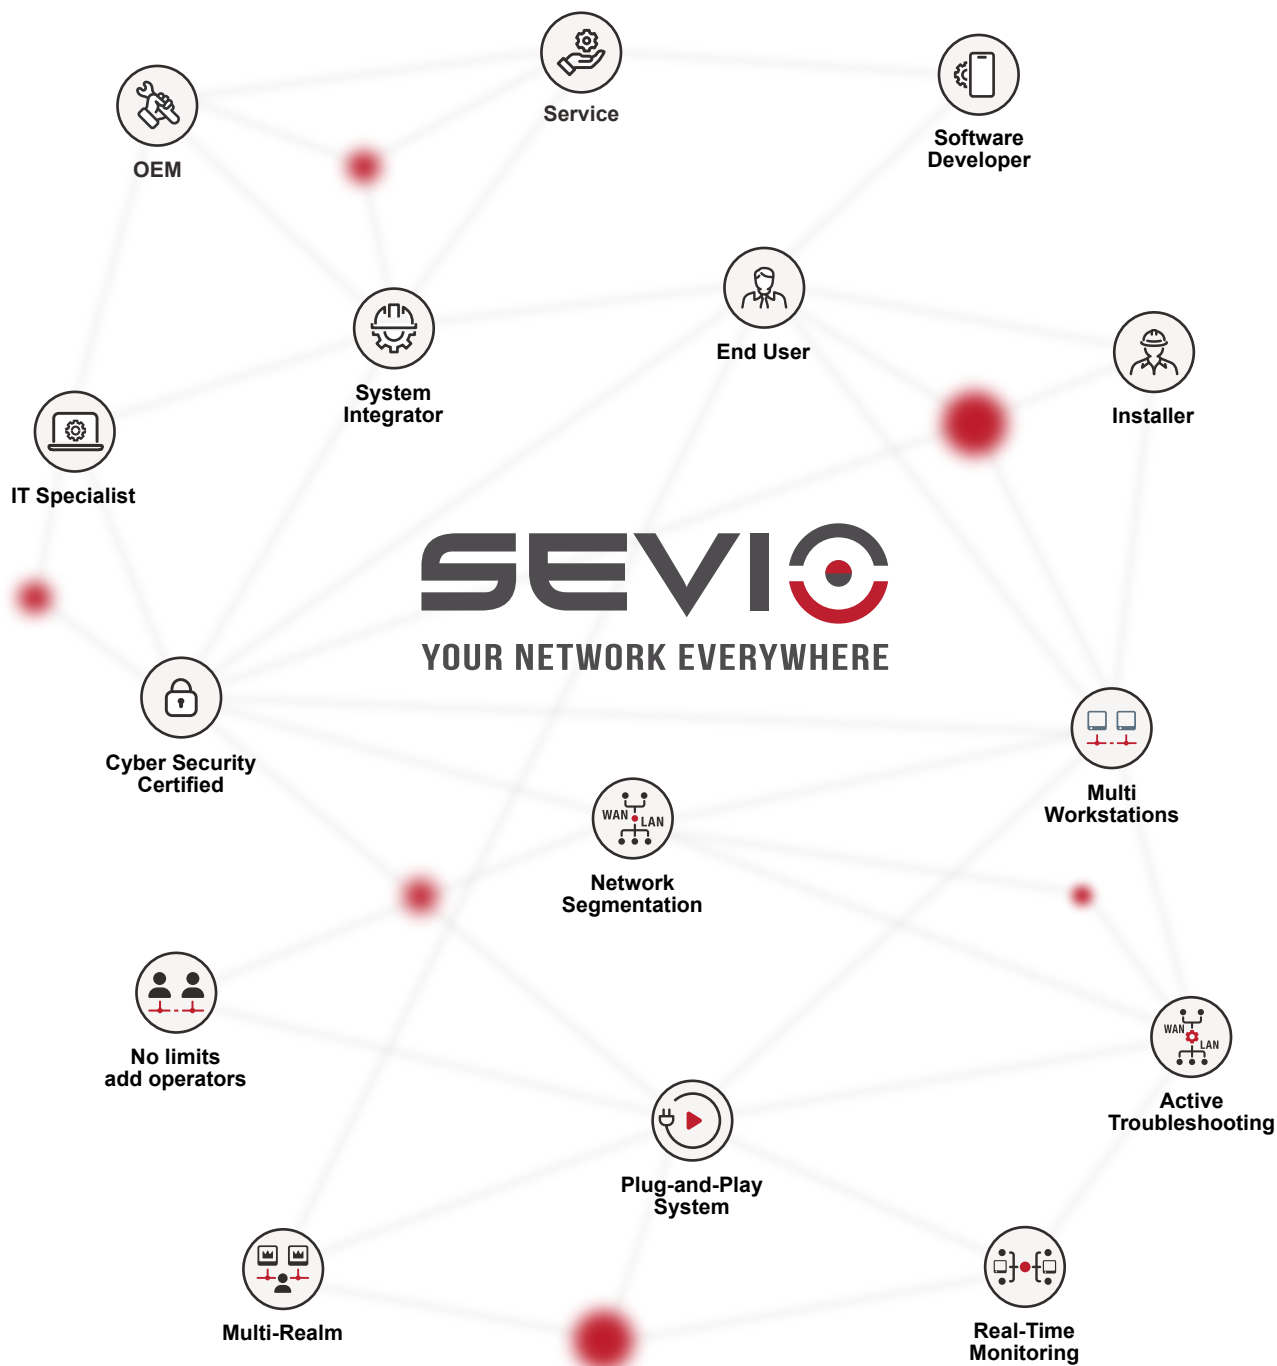 Service
OEM
Software
Developer
End User
System
Integrator
Installer
IT Specialist
SEVIO
YOUR NETWORK EVERYWHERE
Cyber Security
Certified
Multi
Workstations
WAN
LAN
Network
Segmentation
No limits
add operators
WAN
LAN
Active
Troubleshooting
Plug-and-Play
System
Multi-Realm
Real-Time
Monitoring